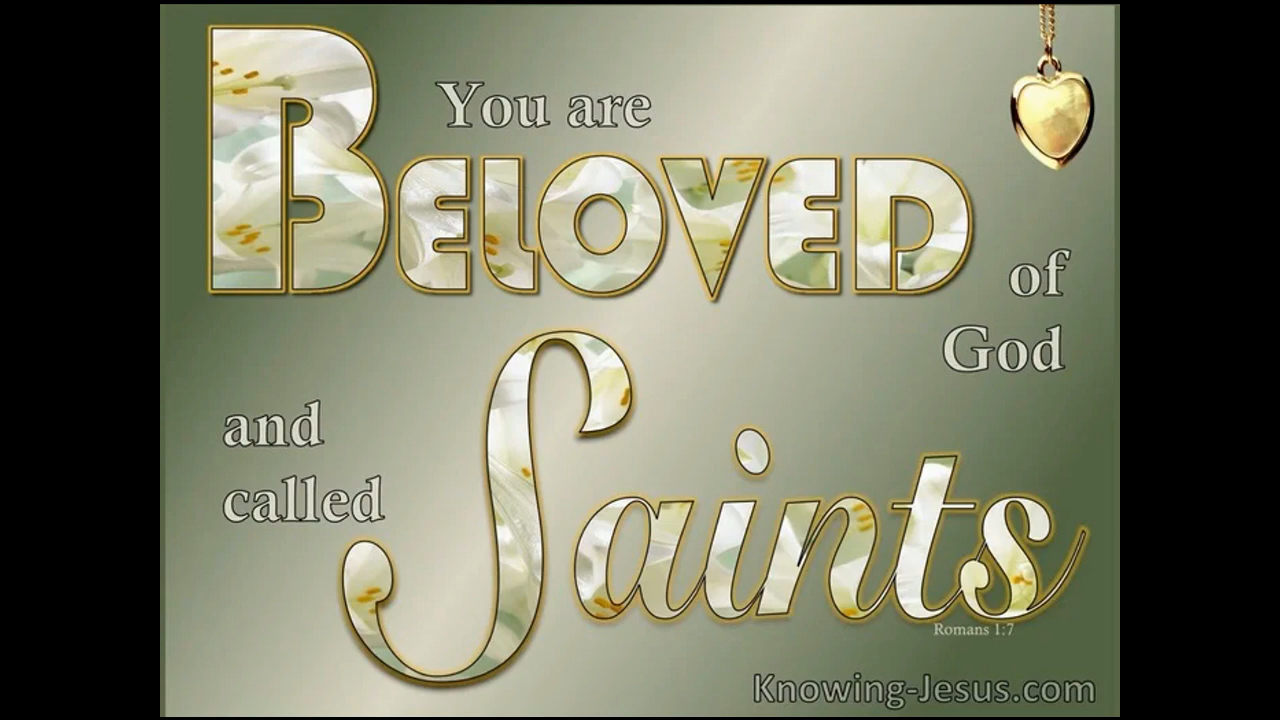 You are
BELOVED
of
God
and
called
Saints
Romans 1:7
Knowing-Jesus.com